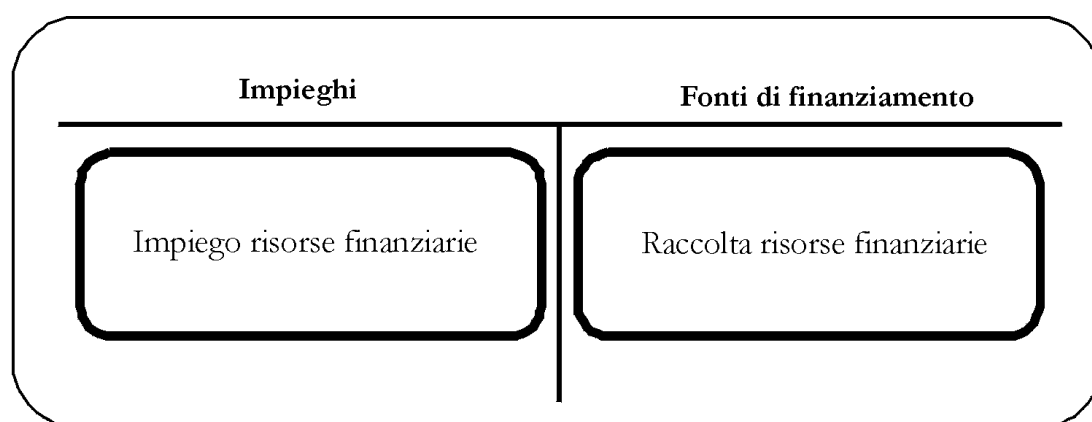 Impieghi
Fonti di finanziamento
Impiego risorse finanziarie
Raccolta risorse finanziarie